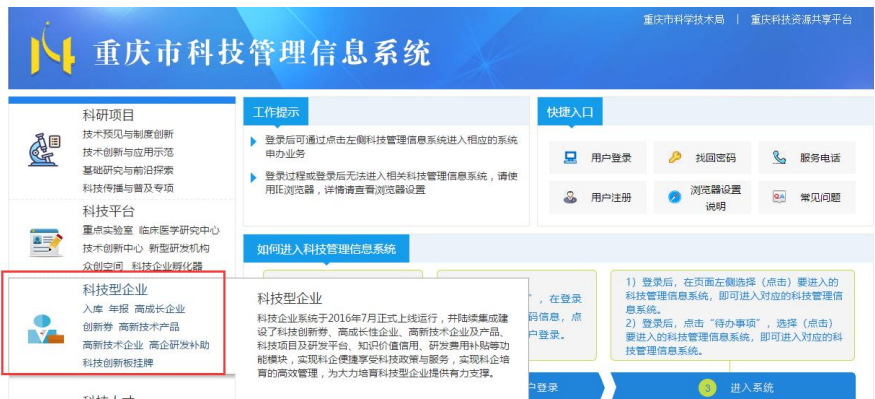 重庆市科学技术局 | 重庆科技资源共享平台
重庆市科技管理信息系统
科研项目
技术预见与制度创新
技术创新与应用示范
基础研究与前沿探索
科技传播与普及专项
科技平台
重点实验室 临床医学研究中心
技术创新中心 新型研发机构
众创空间 科技企业孵化器
科技型企业
入库 年报 高成长企业
创新券 高新技术产品
高新技术企业 高企研发补助
科技创新板挂牌
工作提示
登录后可通过点击左侧科技管理信息系统进入相应的系统
申办业务
登录过程或登录后无法进入相关科技管理信息系统，请使
用IE浏览器，详情请查看浏览器设置
快捷入口
用户登录
找回密码
服务电话
用户注册
浏览器设置
说明
常见问题
如何进入科技管理信息系统
科技型企业
科技企业系统于2016年7月正式上线运行，并陆续集成建
设了科技创新券、高成长性企业、高新技术企业及产品、
科技项目及研发平台、知识价值信用、研发费用补贴等功
能模块，实现科企便捷享受科技政策与服务，实现科企培
育的高效管理，为大力培育科技型企业提供有力支撑。
”，在登录
码信息，点
户登录。
1）登录后，在页面左侧选择（点击）要进入的
科技管理信息系统，即可进入对应的科技管理信
息系统。
2）登录后，点击“待办事项”，选择（点击）
要进入的科技管理信息系统，即可进入对应的科
技管理信息系统。
户登录
3 进入系统